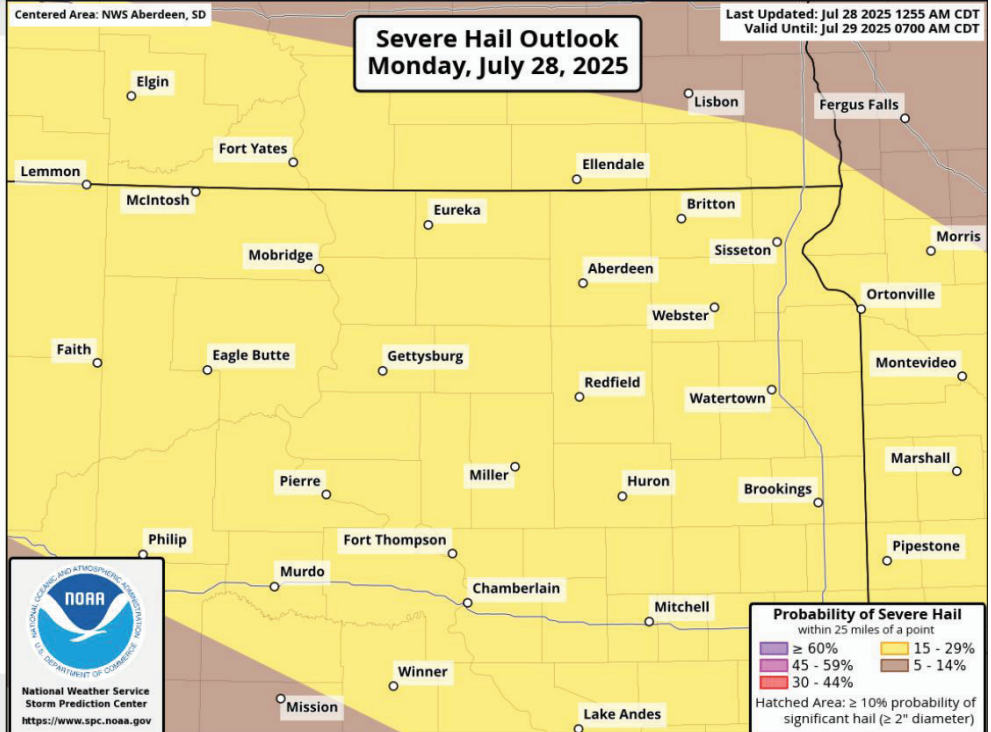 Centered Area: NWS Aberdeen, SD
Last Updated: Jul 28 2025 1255 AM CDT
Valid Until: Jul 29 2025 0700 AM CDT
Severe Hail Outlook
Monday, July 28, 2025
Elgin
Lisbon
Fergus Falls
Fort Yates
Ellendale
Lemmon
McIntosh
Eureka
Britton
Morris
Sisseton
Mobridge
Aberdeen
Ortonville
Webster
Faith
Eagle Butte
Gettysburg
Montevideo
Redfield
Watertown
Marshall
Miller
Pierre
Huron
Brookings
Philip
Fort Thompson
Pipestone
Murdo
Chamberlain
Mitchell
Winner
Mission
Lake Andes
NATIONAL OCEANIC AND ATMOSPHERIC ADMINISTRATION
NOAA
U.S. DEPARTMENT OF COMMERCE
National Weather Service
Storm Prediction Center
https://www.spc.noaa.gov
Probability of Severe Hail
within 25 miles of a point
≥ 60%
15 - 29%
45 - 59%
5 - 14%
30 - 44%
Hatched Area: ≥ 10% probability of
significant hail (≥ 2" diameter)